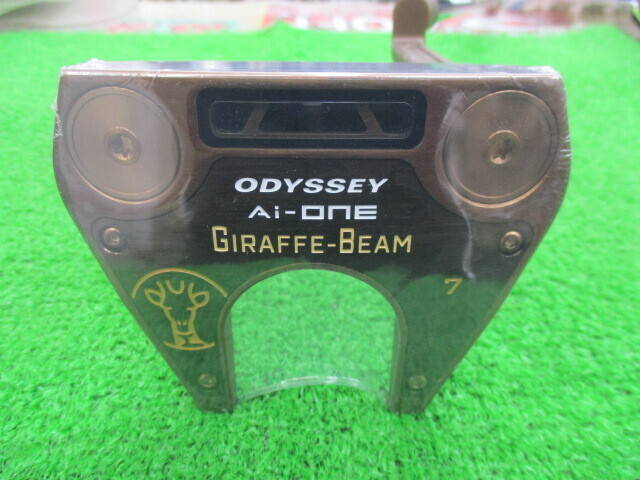 ODYSSEY
Ai-ONE
GIRAFFE-BEAM
7